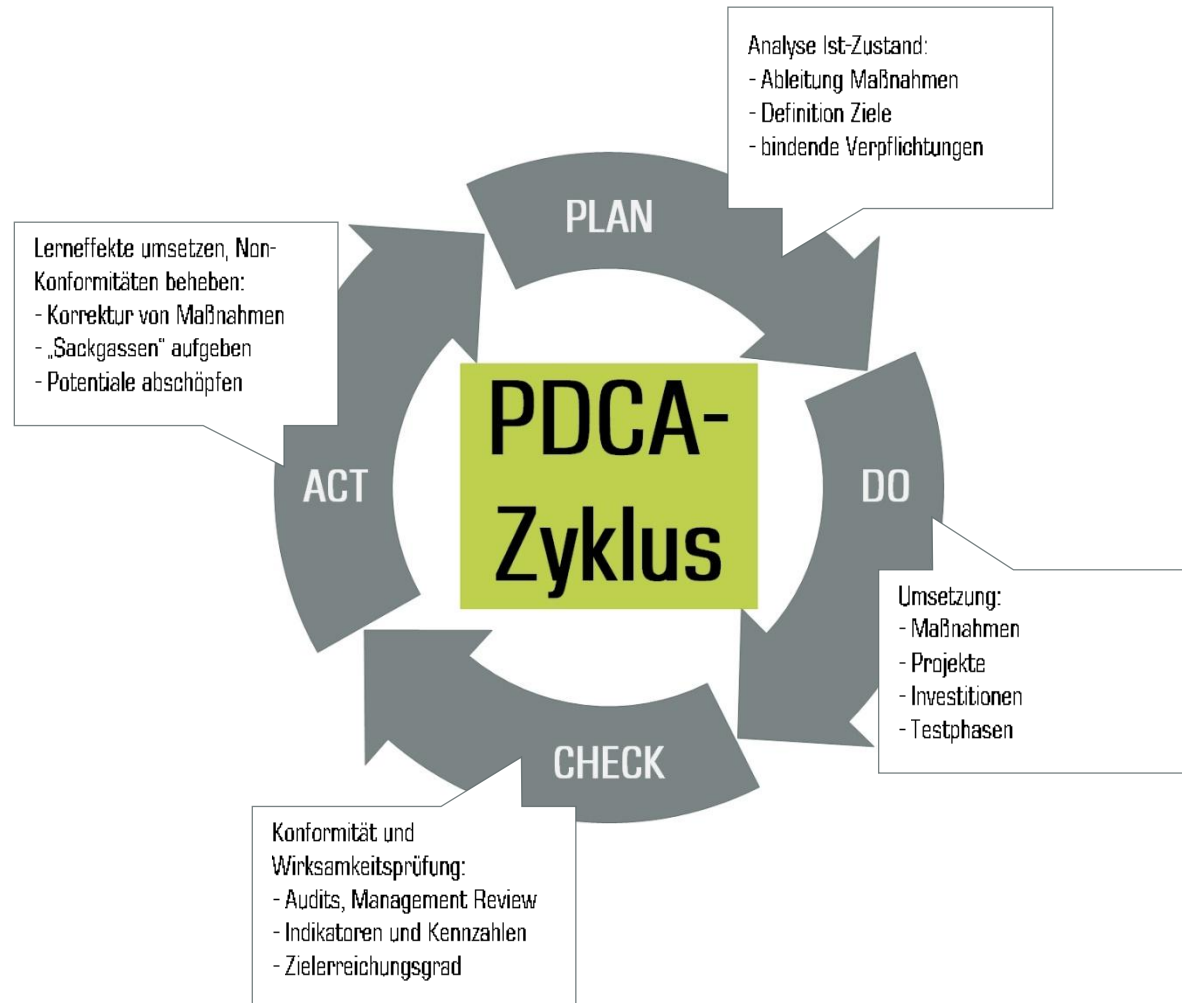 PDCA-
Zyklus
PLAN
Analyse Ist-Zustand:
- Ableitung Maßnahmen
- Definition Ziele
- bindende Verpflichtungen
DO
Umsetzung:
- Maßnahmen
- Projekte
- Investitionen
- Testphasen
CHECK
Konformität und
Wirksamkeitsprüfung:
- Audits, Management Review
- Indikatoren und Kennzahlen
- Zielerreichungsgrad
ACT
Lerneffekte umsetzen, Non-
Konformitäten beheben:
- Korrektur von Maßnahmen
- „Sackgassen“ aufgeben
- Potentiale abschöpfen